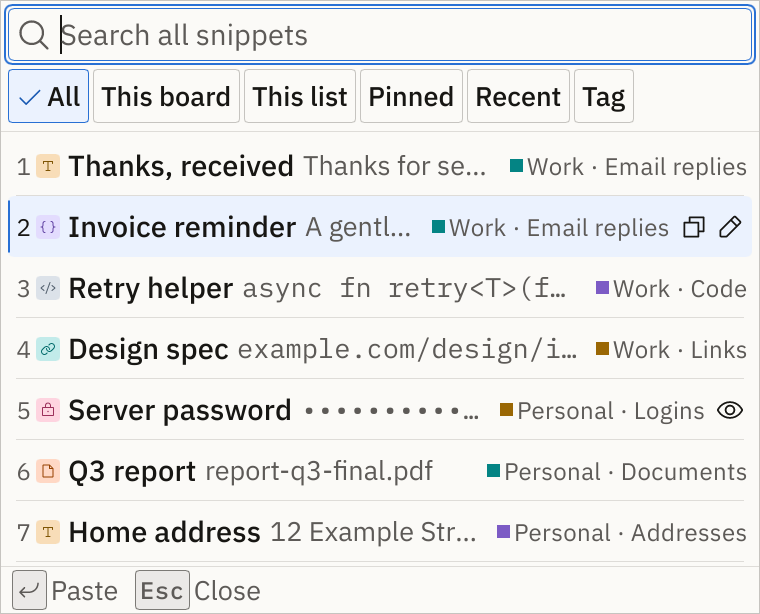 Search all snippets
All This board This list Pinned Recent Tag
1 T Thanks, received Thanks for se... Work · Email replies
2 {} Invoice reminder A gentl... Work · Email replies
3 </> Retry helper async fn retry<T>(f... Work · Code
4 Design spec example.com/design/i... Work · Links
5 Server password ••••••••••... Personal · Logins
6 Q3 report report-q3-final.pdf Personal · Documents
7 T Home address 12 Example Str... Personal · Addresses
Paste Esc Close